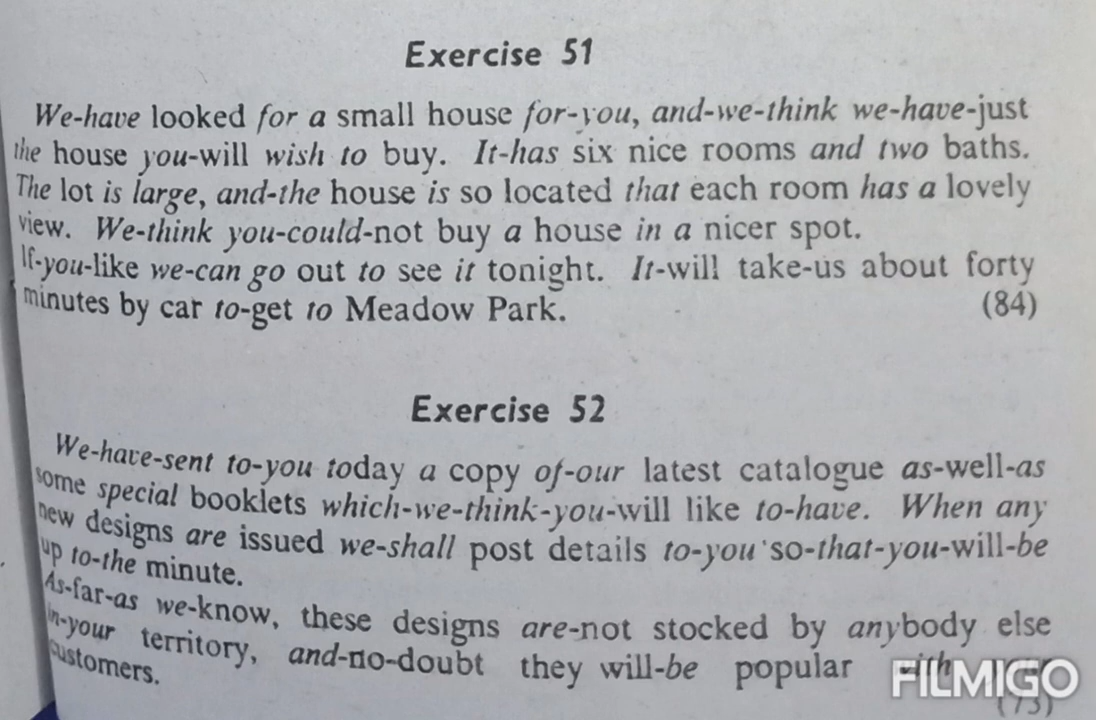 Exercise 51
We-have looked for a small house for-you, and-we-think we-have-just
the house you-will wish to buy. It-has six nice rooms and two baths.
The lot is large, and-the house is so located that each room has a lovely
view. We-think you-could-not buy a house in a nicer spot.
If-you-like we-can go out to see it tonight. It-will take-us about forty
minutes by car to-get to Meadow Park. (84)
Exercise 52
We-have-sent to-you today a copy of-our latest catalogue as-well-as
some special booklets which-we-think-you-will like to-have. When any
new designs are issued we-shall post details to-you so-that-you-will-be
up to-the minute.
As-far-as we-know, these designs are-not stocked by anybody else
in-your territory, and-no-doubt they will-be popular with
customers.
FILMIGO
(73)